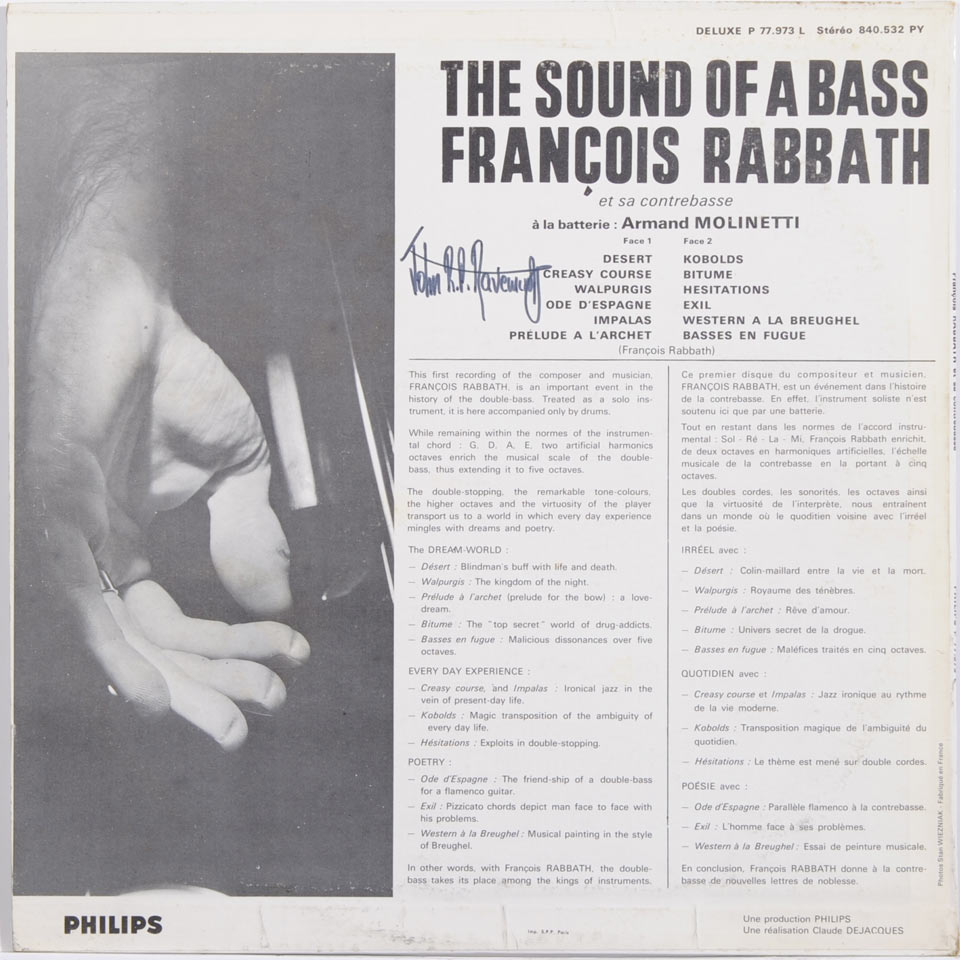 DELUXE P 77.973 L Stéréo 840.532 PY
THE SOUND OF A BASS
FRANÇOIS RABBATH
et sa contrebasse
à la batterie : Armand MOLINETTI
Face 1
DESERT
CREASY COURSE
WALPURGIS
ODE D'ESPAGNE
IMPALAS
PRÉLUDE A L'ARCHET
Face 2
KOBOLDS
BITUME
HESITATIONS
EXIL
WESTERN A LA BREUGHEL
BASSES EN FUGUE
(François Rabbath)
John R.P.
This first recording of the composer and musician,
FRANÇOIS RABBATH, is an important event in the
history of the double-bass. Treated as a solo ins-
trument, it is here accompanied only by drums.
While remaining within the normes of the instrumen-
tal chord : G, D, A, E, two artificial harmonics
octaves enrich the musical scale of the double-
bass, thus extending it to five octaves.
The double-stopping, the remarkable tone-colours,
the higher octaves and the virtuosity of the player
transport us to a world in which every day experience
mingles with dreams and poetry.
The DREAM-WORLD :
— Désert : Blindman's buff with life and death.
— Walpurgis : The kingdom of the night.
— Prélude à l'archet (prelude for the bow) : a love-
dream.
— Bitume : The "top secret" world of drug-addicts.
— Basses en fugue : Malicious dissonances over five
octaves.
EVERY DAY EXPERIENCE :
— Creasy course, and Impalas : Ironical jazz in the
vein of present-day life.
— Kobolds : Magic transposition of the ambiguity of
every day life.
— Hésitations : Exploits in double-stopping.
POETRY :
— Ode d'Espagne : The friend-ship of a double-bass
for a flamenco guitar.
— Exil : Pizzicato chords depict man face to face with
his problems.
— Western à la Breughel : Musical painting in the style
of Breughel.
In other words, with François RABBATH, the double-
bass takes its place among the kings of instruments.
Ce premier disque du compositeur et musicien,
FRANÇOIS RABBATH, est un événement dans l'histoire
de la contrebasse. En effet, l'instrument soliste n'est
soutenu ici que par une batterie.
Tout en restant dans les normes de l'accord instru-
mental : Sol - Ré - La - Mi, François Rabbath enrichit,
de deux octaves en harmoniques artificielles, l'échelle
musicale de la contrebasse en la portant à cinq
octaves.
Les doubles cordes, les sonorités, les octaves ainsi
que la virtuosité de l'interprète, nous entraînent
dans un monde où le quoditien voisine avec l'irréel
et la poésie.
IRRÉEL avec :
— Désert : Colin-maillard entre la vie et la mort.
— Walpurgis : Royaume des ténèbres.
— Prélude à l'archet : Rêve d'amour.
— Bitume : Univers secret de la drogue.
— Basses en fugue : Maléfices traités en cinq octaves.
QUOTIDIEN avec :
— Creasy course et Impalas : Jazz ironique au rythme
de la vie moderne.
— Kobolds : Transposition magique de l'ambiguité du
quotidien.
— Hésitations : Le thème est mené sur double cordes.
POÉSIE avec :
— Ode d'Espagne : Parallèle flamenco à la contrebasse.
— Exil : L'homme face à ses problèmes.
— Western à la Breughel : Essai de peinture musicale.
En conclusion, François RABBATH donne à la contre-
basse de nouvelles lettres de noblesse.
Photos Stan WIEZNIAK - Fabriqué en France
PHILIPS
Imp. S.P.P. Paris
Une production PHILIPS
Une réalisation Claude DEJACQUES